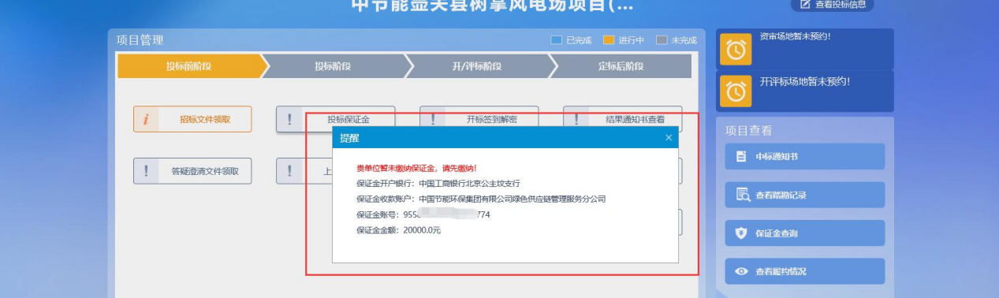 中节能壶关县树掌风电场项目(...
查看投标信息
项目管理
已完成
进行中
未完成
投标前阶段
投标阶段
开/评标阶段
定标后阶段
招标文件领取
投标保证金
开标签到解密
结果通知书查看
答疑澄清文件领取
上
提醒
贵单位暂未缴纳保证金，请先缴纳!
保证金开户银行：中国工商银行北京公主坟支行
保证金收款账户：中国节能环保集团有限公司绿色供应链管理服务分公司
保证金账号：955 774
保证金金额：20000.0元
资审场地暂未预约!
开评标场地暂未预约!
项目查看
中标通知书
查看踏勘记录
保证金查询
查看履约情况